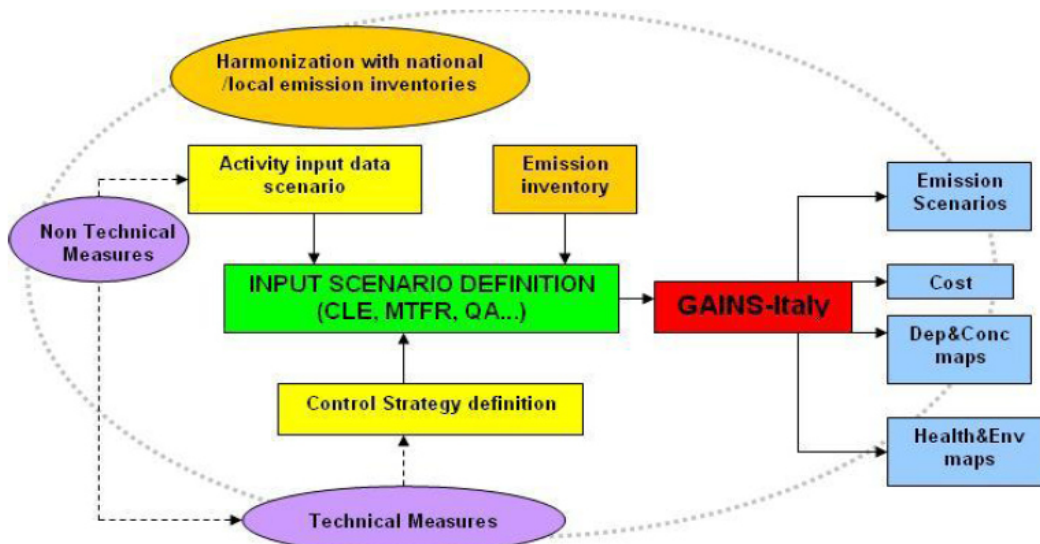 Harmonization with national
/local emission inventories
Activity input data
scenario
Emission
inventory
Emission
Scenarios
Non Technical
Measures
INPUT SCENARIO DEFINITION
(CLE, MTFR, QA...)
GAINS-Italy
Cost
Dep&Conc
maps
Control Strategy definition
Health&Env
maps
Technical Measures